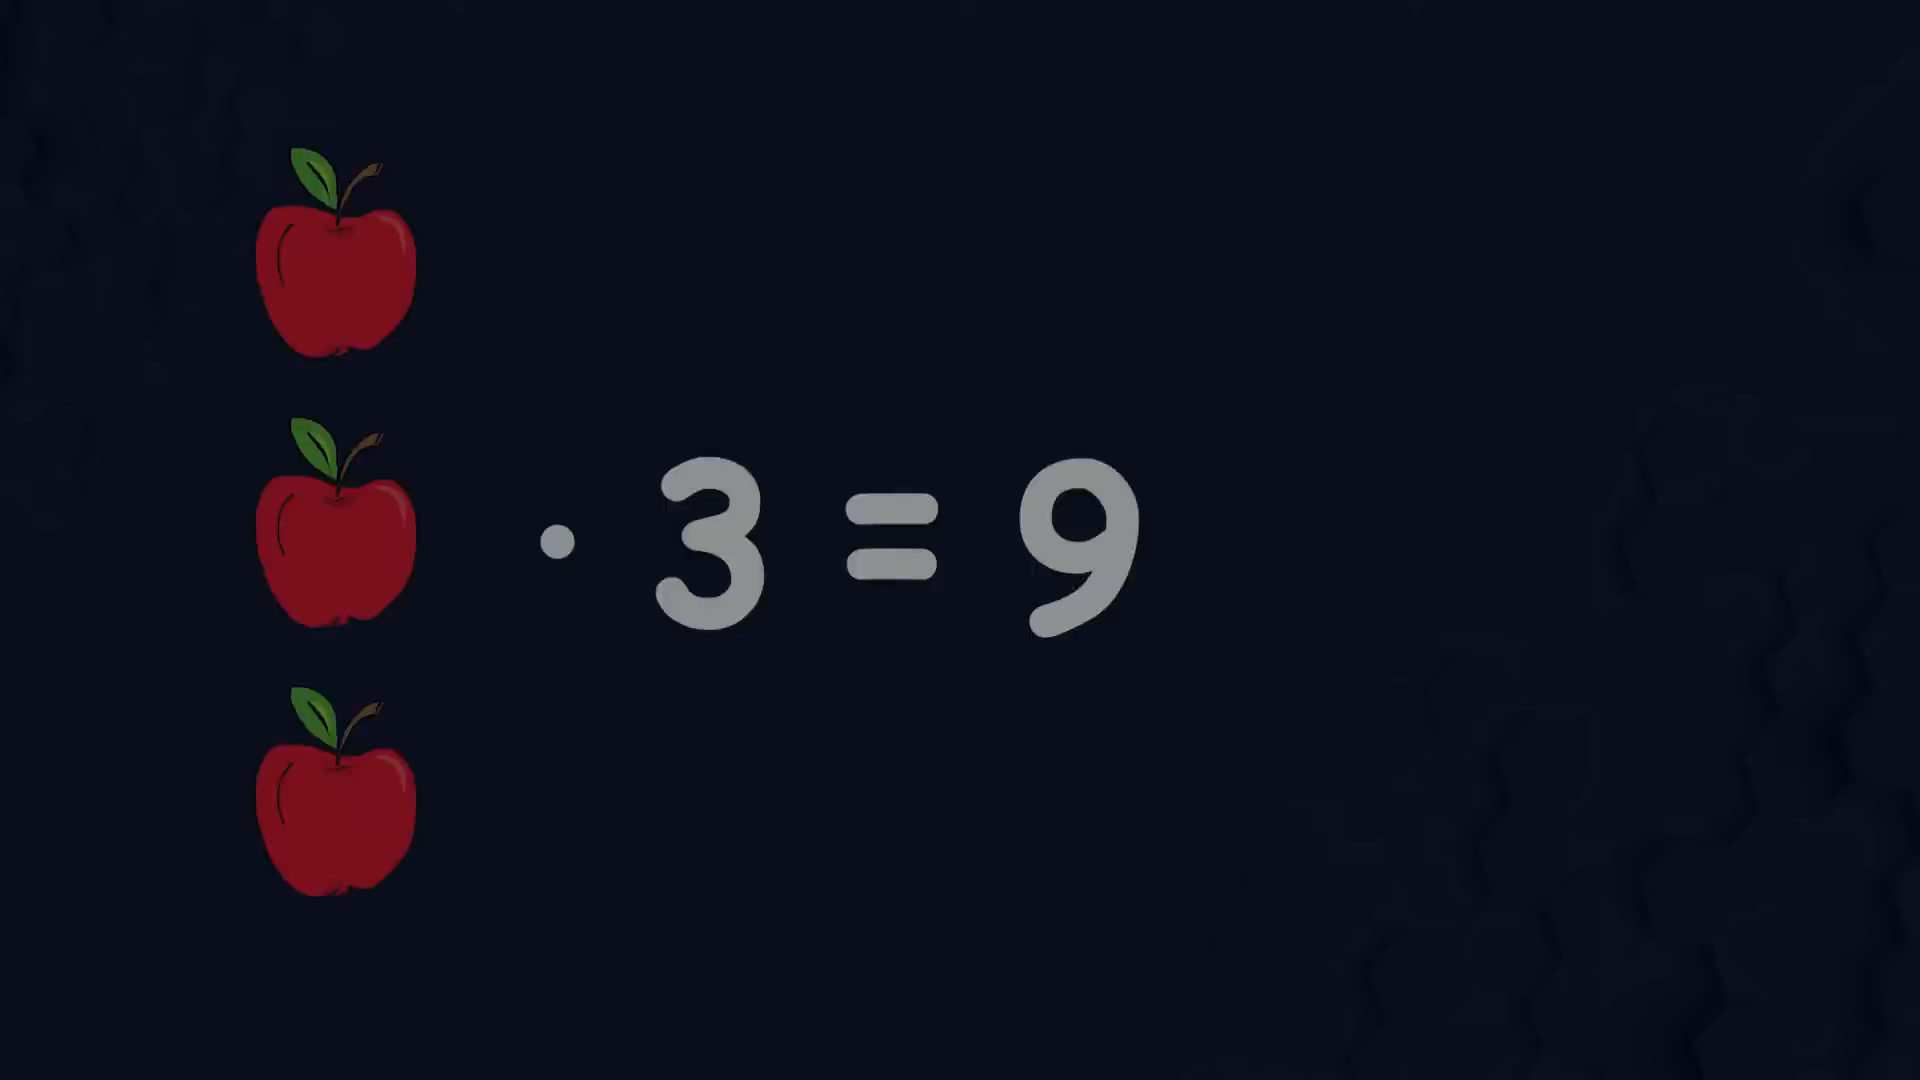 · 3 = 9